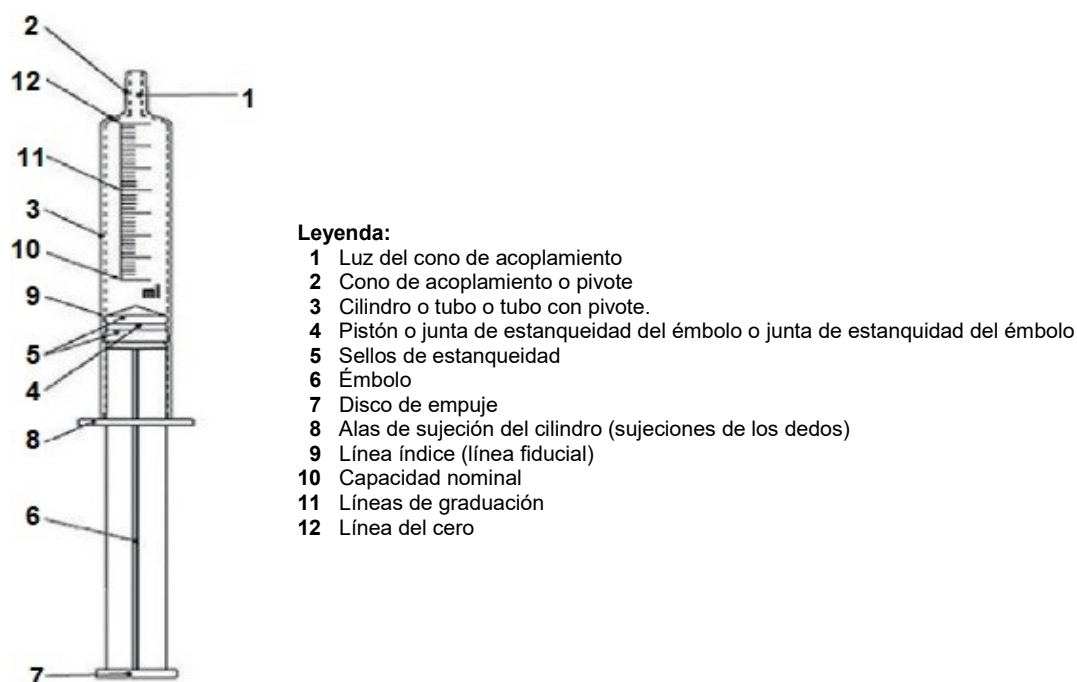 2
12
1
11
3
10
ml
9
5
4
8
6
7
Leyenda:
1 Luz del cono de acoplamiento
2 Cono de acoplamiento o pivote
3 Cilindro o tubo o tubo con pivote.
4 Pistón o junta de estanqueidad del émbolo o junta de estanquidad del émbolo
5 Sellos de estanqueidad
6 Émbolo
7 Disco de empuje
8 Alas de sujeción del cilindro (sujeciones de los dedos)
9 Línea índice (línea fiducial)
10 Capacidad nominal
11 Líneas de graduación
12 Línea del cero